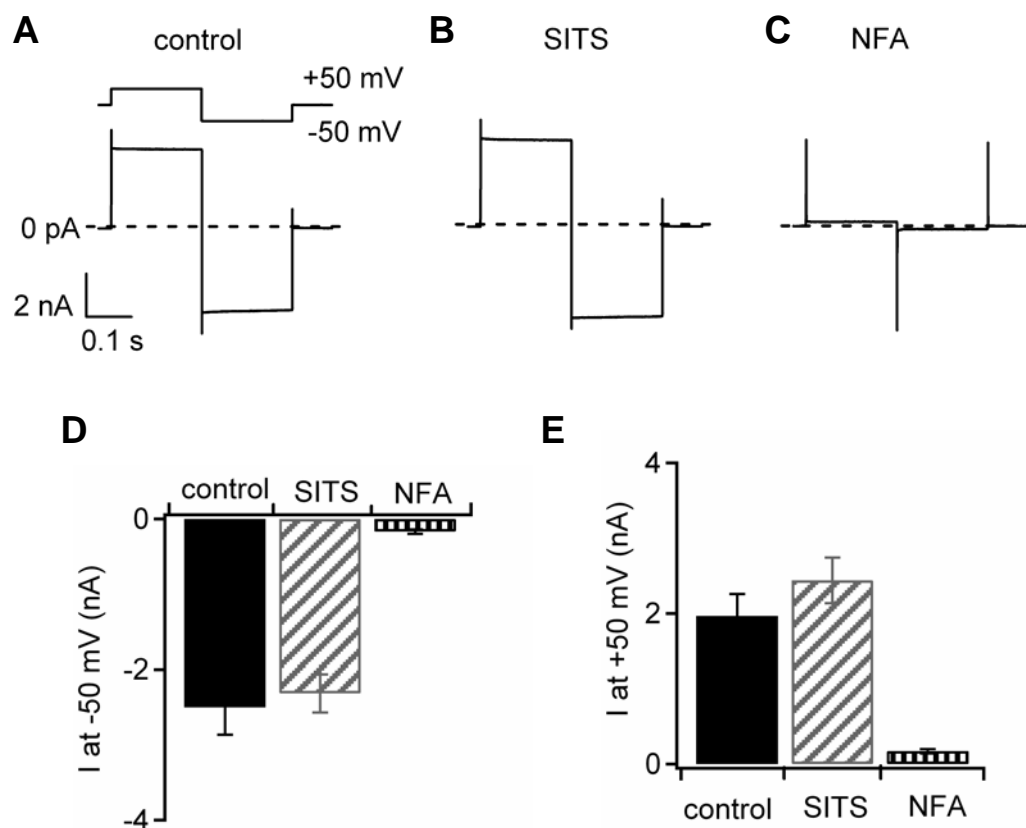 A
control
+50 mV
-50 mV
0 pA
2 nA
0.1 s
B
SITS
C
NFA
D
control SITS NFA
0
-2
-4
I at -50 mV (nA)
E
4
2
0
I at +50 mV (nA)
control SITS NFA